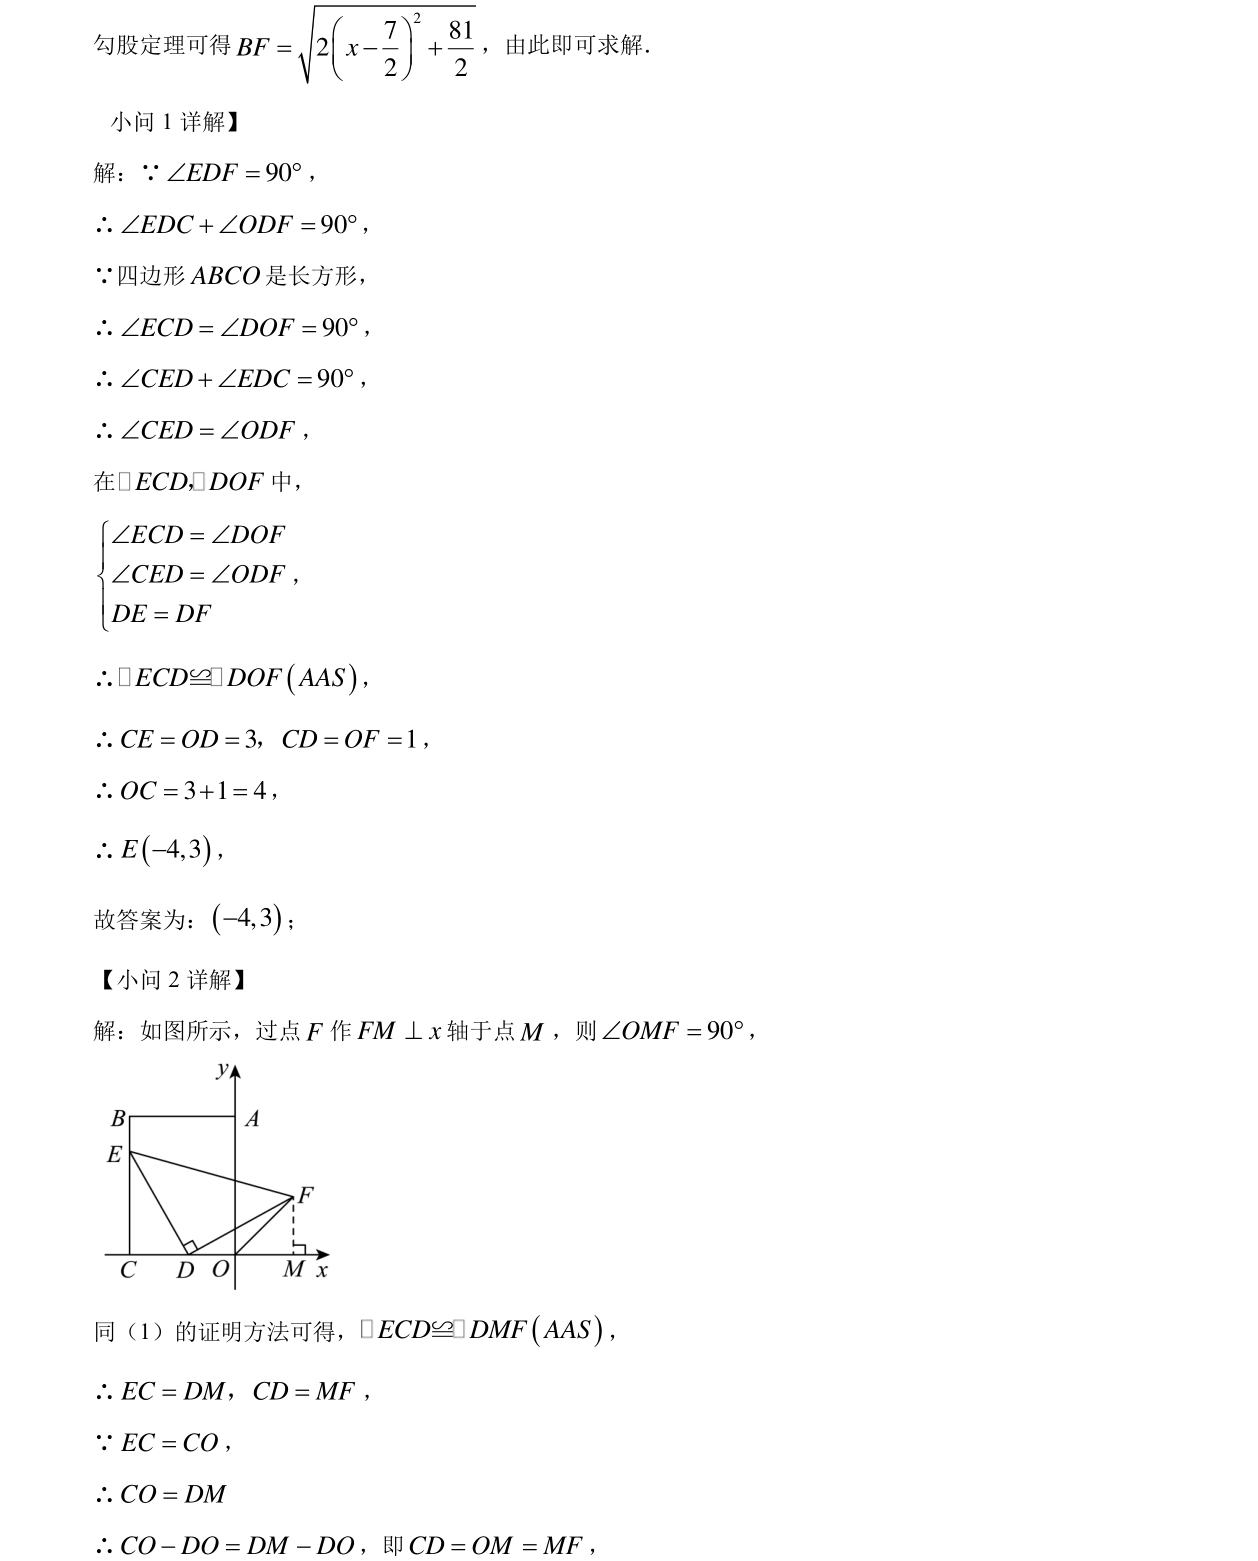 勾股定理可得 BF = √(2(x − 7/2)² + 81/2)，由此即可求解．
小问 1 详解】
解：∵ ∠EDF = 90°，
∴ ∠EDC + ∠ODF = 90°，
∵四边形 ABCO 是长方形，
∴ ∠ECD = ∠DOF = 90°，
∴ ∠CED + ∠EDC = 90°，
∴ ∠CED = ∠ODF ，
在□ECD,□DOF 中，
{∠ECD = ∠DOF
∠CED = ∠ODF ，
DE = DF
∴□ECD≌□DOF (AAS)，
∴ CE = OD = 3，CD = OF = 1，
∴ OC = 3+1 = 4，
∴ E(−4,3)，
故答案为：(−4,3)；
【小问 2 详解】
解：如图所示，过点 F 作 FM ⊥ x 轴于点 M ，则 ∠OMF = 90°，
y
B A
E
F
C D O M x
同（1）的证明方法可得，□ECD≌□DMF (AAS)，
∴ EC = DM，CD = MF ，
∵ EC = CO，
∴ CO = DM
∴ CO − DO = DM − DO，即 CD = OM = MF，